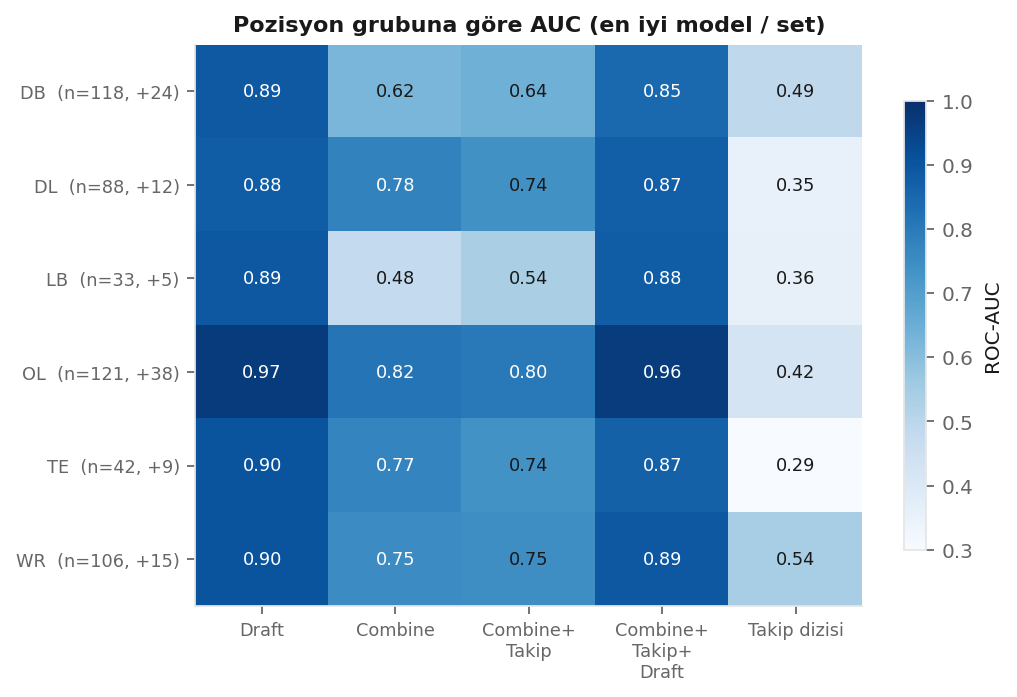 Pozisyon grubuna göre AUC (en iyi model / set)
DB (n=118, +24) 0.89 0.62 0.64 0.85 0.49
DL (n=88, +12) 0.88 0.78 0.74 0.87 0.35
LB (n=33, +5) 0.89 0.48 0.54 0.88 0.36
OL (n=121, +38) 0.97 0.82 0.80 0.96 0.42
TE (n=42, +9) 0.90 0.77 0.74 0.87 0.29
WR (n=106, +15) 0.90 0.75 0.75 0.89 0.54
Draft
Combine
Combine+
Takip
Combine+
Takip+
Draft
Takip dizisi
1.0
0.9
0.8
0.7
0.6
0.5
0.4
0.3
ROC-AUC